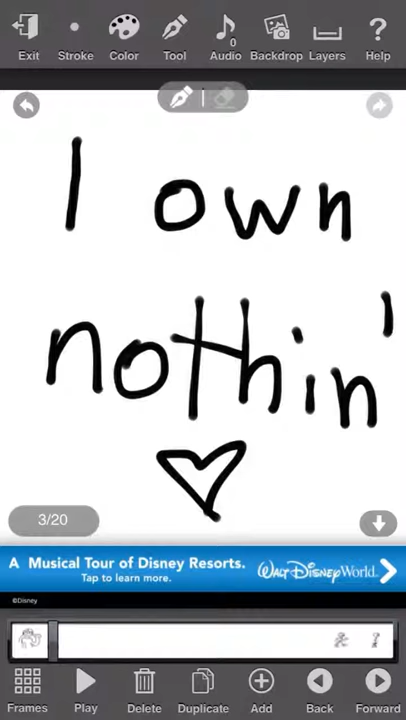 Exit Stroke Color Tool Audio Backdrop Layers Help
0
?
I own
nothin'
3/20
A Musical Tour of Disney Resorts.
Tap to learn more.
Walt Disney World.
©Disney
?
Frames Play Delete Duplicate Add Back Forward